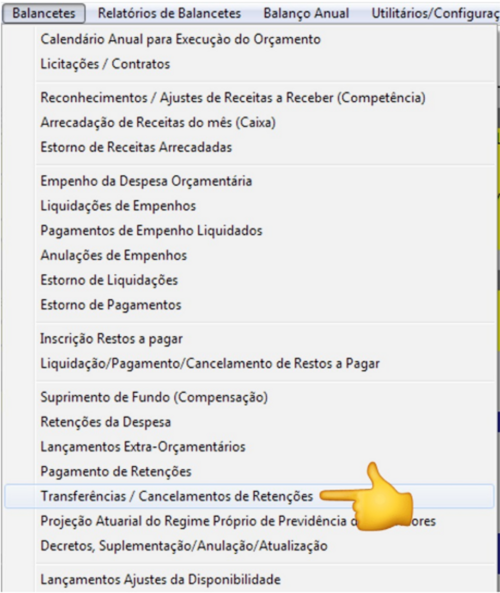 Balancetes Relatórios de Balancetes Balanço Anual Utilitários/Configuraç
Calendário Anual para Execução do Orçamento
Licitações / Contratos
Reconhecimentos / Ajustes de Receitas a Receber (Competência)
Arrecadação de Receitas do mês (Caixa)
Estorno de Receitas Arrecadadas
Empenho da Despesa Orçamentária
Liquidações de Empenhos
Pagamentos de Empenho Liquidados
Anulações de Empenhos
Estorno de Liquidações
Estorno de Pagamentos
Inscrição Restos a pagar
Liquidação/Pagamento/Cancelamento de Restos a Pagar
Suprimento de Fundo (Compensação)
Retenções da Despesa
Lançamentos Extra-Orçamentários
Pagamento de Retenções
Transferências / Cancelamentos de Retenções
Projeção Atuarial do Regime Próprio de Previdência d ores
Decretos, Suplementação/Anulação/Atualização
Lançamentos Ajustes da Disponibilidade